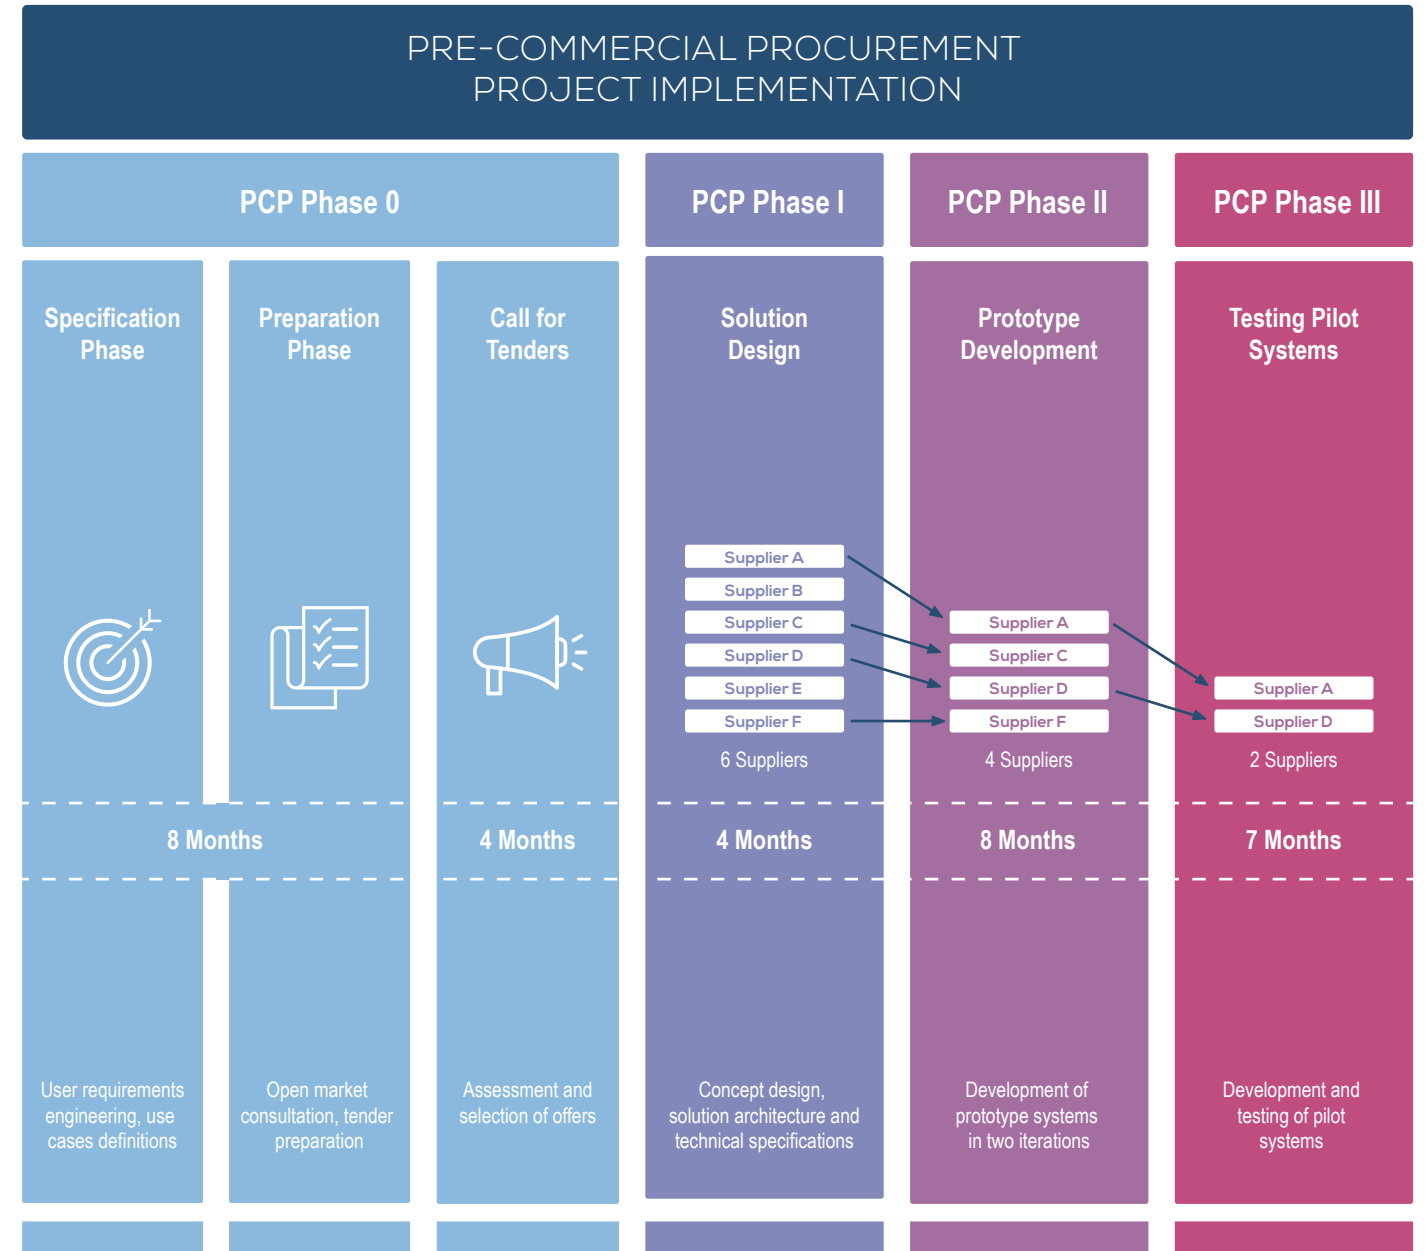 PRE-COMMERCIAL PROCUREMENT
PROJECT IMPLEMENTATION
PCP Phase 0
PCP Phase I
PCP Phase II
PCP Phase III
Specification
Phase
Preparation
Phase
Call for
Tenders
Solution
Design
Prototype
Development
Testing Pilot
Systems
Supplier A
Supplier B
Supplier C
Supplier D
Supplier E
Supplier F
6 Suppliers
Supplier A
Supplier C
Supplier D
Supplier F
4 Suppliers
Supplier A
Supplier D
2 Suppliers
8 Months
4 Months
4 Months
8 Months
7 Months
User requirements
engineering, use
cases definitions
Open market
consultation, tender
preparation
Assessment and
selection of offers
Concept design,
solution architecture and
technical specifications
Development of
prototype systems
in two iterations
Development and
testing of pilot
systems